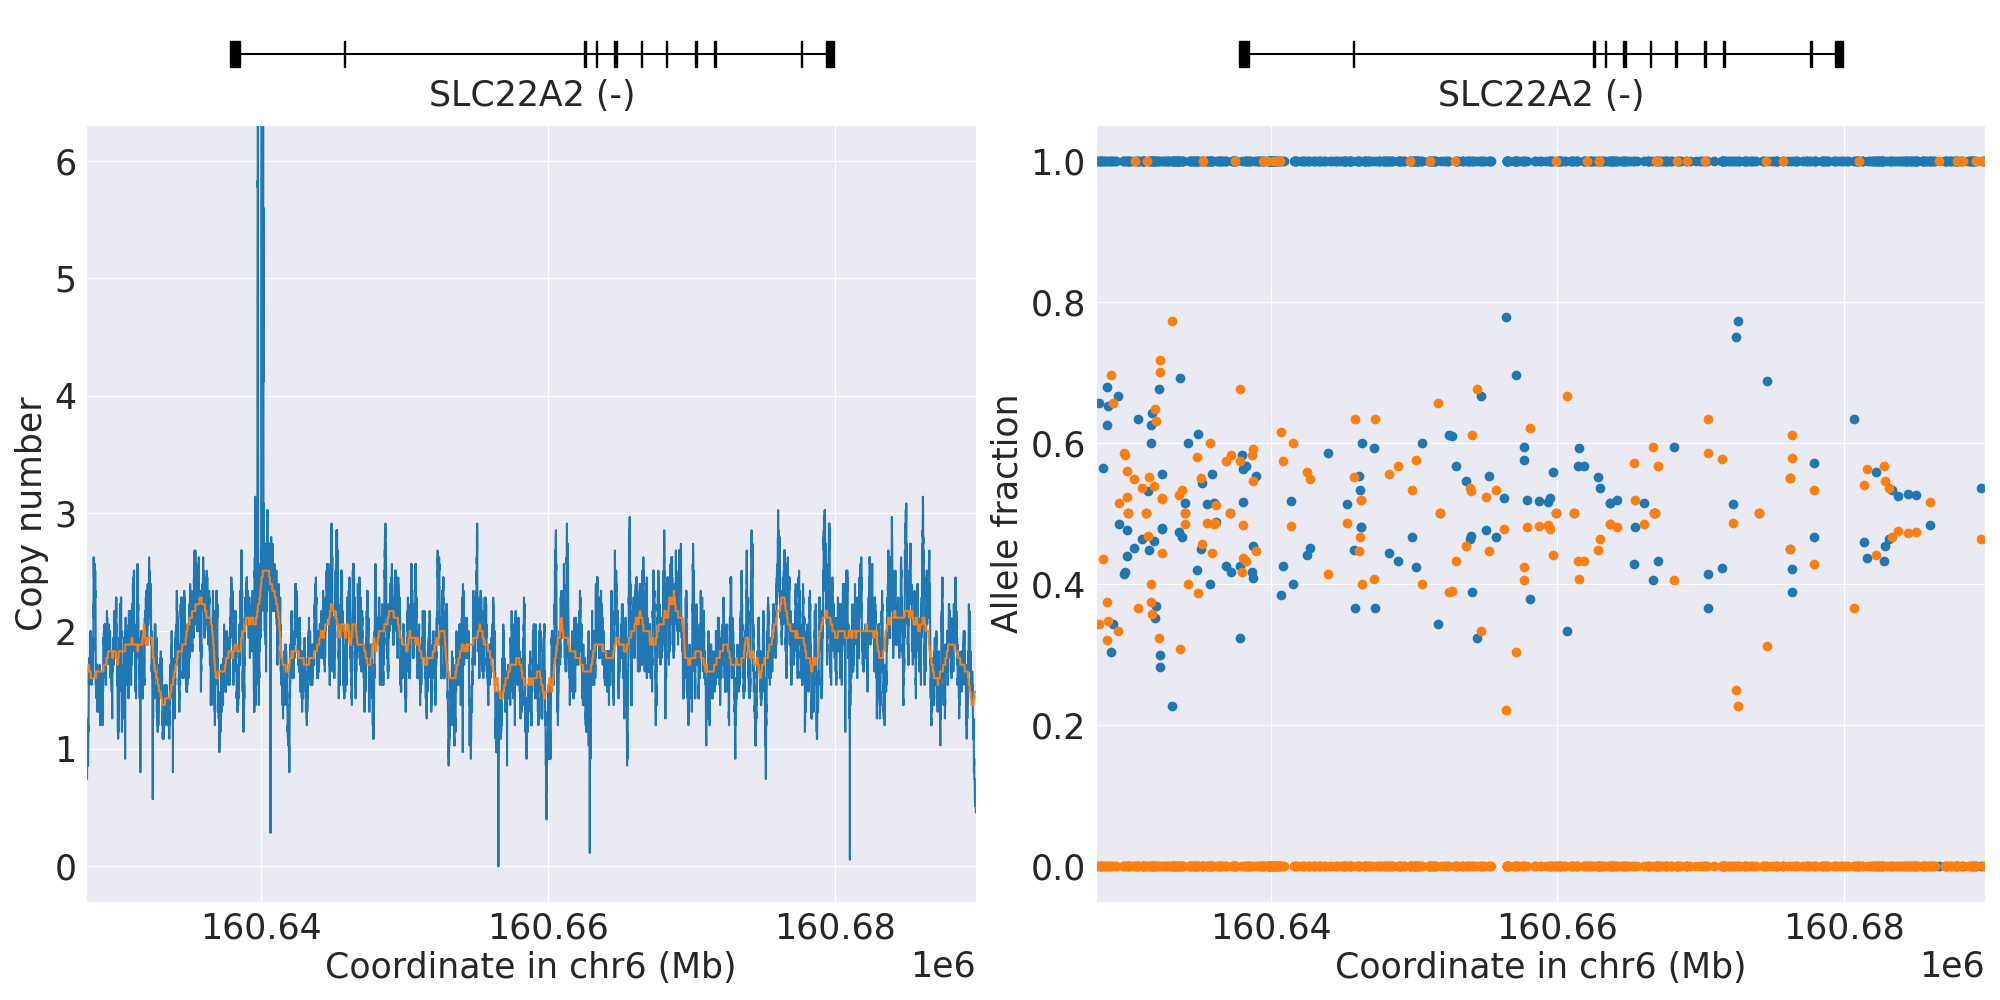 SLC22A2 (-)
6
5
4
3
2
1
0
Copy number
160.64
160.66
160.68
Coordinate in chr6 (Mb)
1e6
SLC22A2 (-)
1.0
0.8
0.6
0.4
0.2
0.0
Allele fraction
160.64
160.66
160.68
Coordinate in chr6 (Mb)
1e6